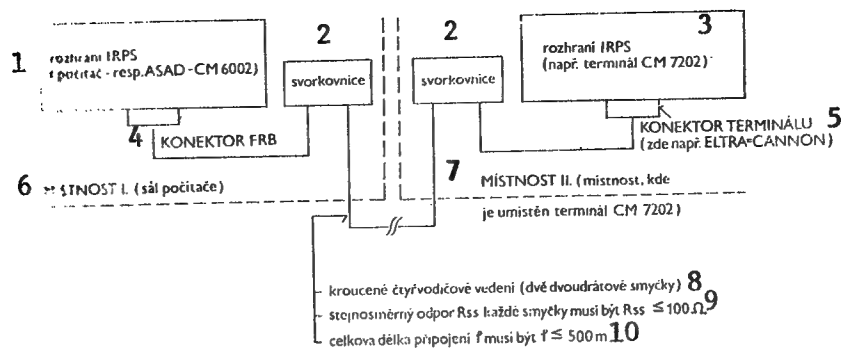 1
rozhraní IRPS
(počítač - resp. ASAD - CM 6002)
2
svorkovnice
2
svorkovnice
3
rozhraní IRPS
(např. terminál CM 7202)
4
KONEKTOR FRB
KONEKTOR TERMINÁLU 5
(zde např. ELTRA-CANNON)
6
MÍSTNOST I. (sál počítače)
7
MÍSTNOST II. (místnost, kde
je umistěn terminál CM 7202)
kroucené čtyřvodičové vedení (dvě dvoudrátové smyčky) 8
stejnosměrný odpor Rss každé smyčky musí být Rss ≤ 100 Ω 9
celkova délka připojení ľ musí být ľ ≤ 500 m 10